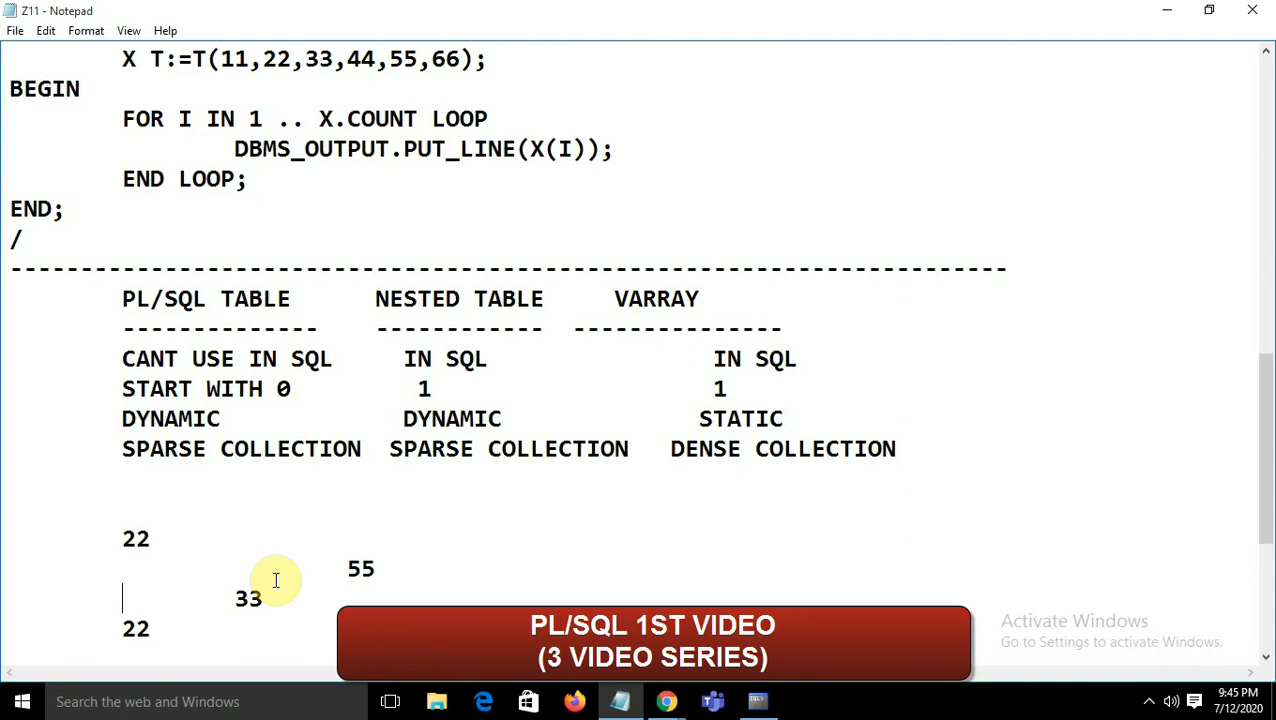 Z11 - Notepad
File Edit Format View Help
X T:=T(11,22,33,44,55,66);
BEGIN
FOR I IN 1 .. X.COUNT LOOP
DBMS_OUTPUT.PUT_LINE(X(I));
END LOOP;
END;
/
-----------------------------------------------------------------------
PL/SQL TABLE NESTED TABLE VARRAY
-------------- ------------ ---------------
CANT USE IN SQL IN SQL IN SQL
START WITH 0 1 1
DYNAMIC DYNAMIC STATIC
SPARSE COLLECTION SPARSE COLLECTION DENSE COLLECTION
22
55
33
22
PL/SQL 1ST VIDEO
(3 VIDEO SERIES)
Activate Windows
Go to Settings to activate Windows.
Search the web and Windows
9:45 PM
7/12/2020